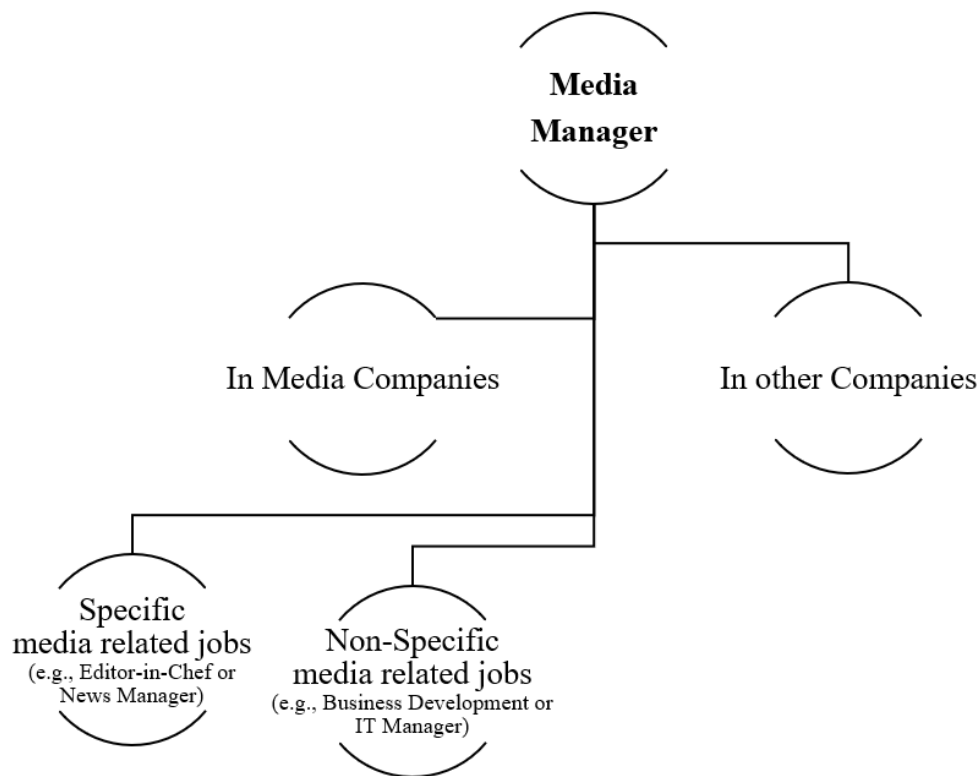 Media
Manager
In Media Companies
In other Companies
Specific
media related jobs
(e.g., Editor-in-Chef or
News Manager)
Non-Specific
media related jobs
(e.g., Business Development or
IT Manager)